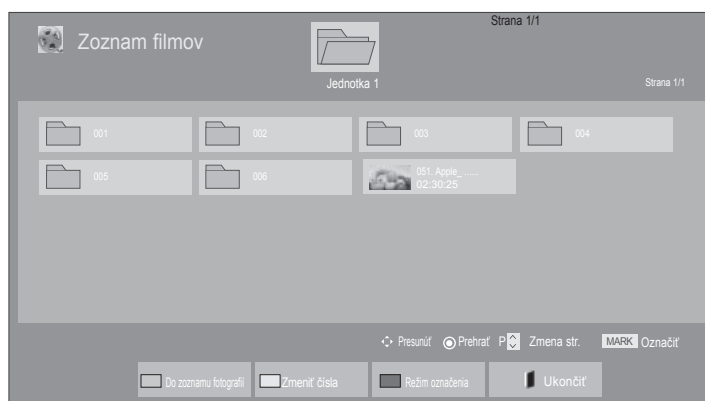 Strana 1/1
Zoznam filmov
Jednotka 1
Strana 1/1
001 002 003 004
005 006 051. Apple_ ......
02:30:25
Presunúť Prehrať P Zmena str. MARK Označiť
Do zoznamu fotografií Zmeniť čísla Režim označenia Ukončiť